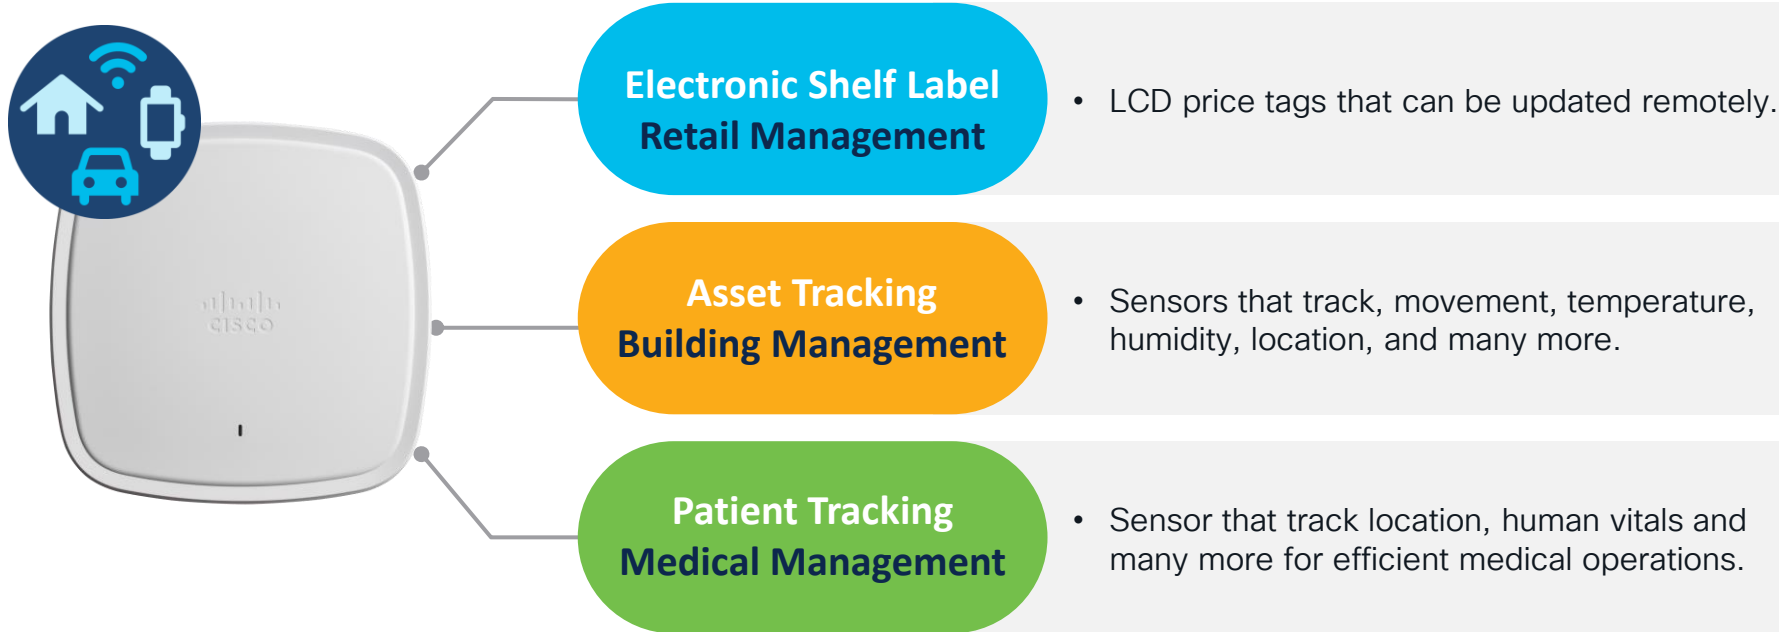 Electronic Shelf Label
Retail Management
• LCD price tags that can be updated remotely.
CISCO
Asset Tracking
Building Management
• Sensors that track, movement, temperature,
humidity, location, and many more.
Patient Tracking
Medical Management
• Sensor that track location, human vitals and
many more for efficient medical operations.